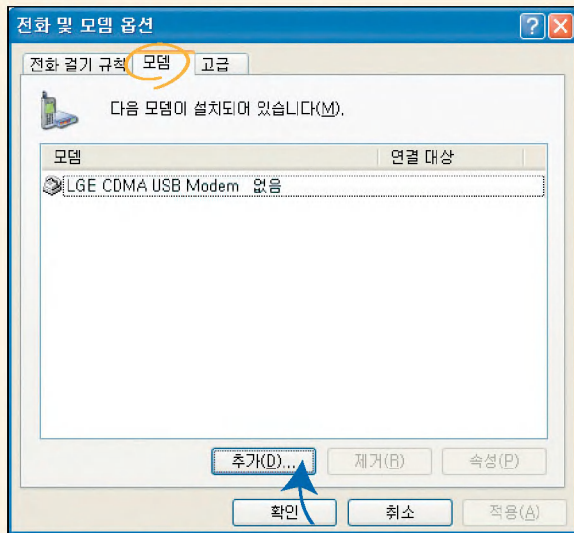 전화 및 모뎀 옵션
전화 걸기 규칙 모뎀 고급
다음 모뎀이 설치되어 있습니다(M).
모뎀 연결 대상
LGE CDMA USB Modem 없음
추가(D)... 제거(R) 속성(P)
확인 취소 적용(A)